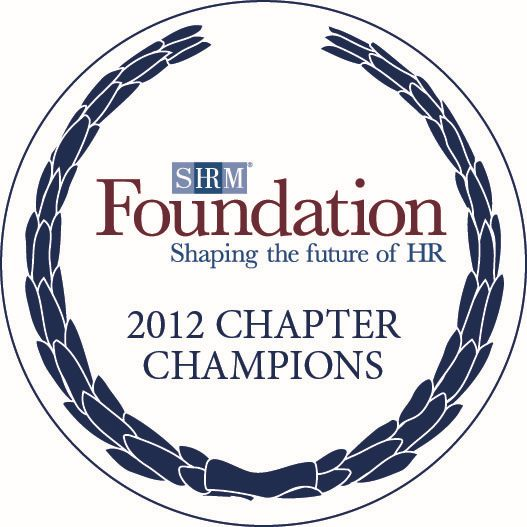 SHRM®
Foundation
Shaping the future of HR
2012 CHAPTER
CHAMPIONS